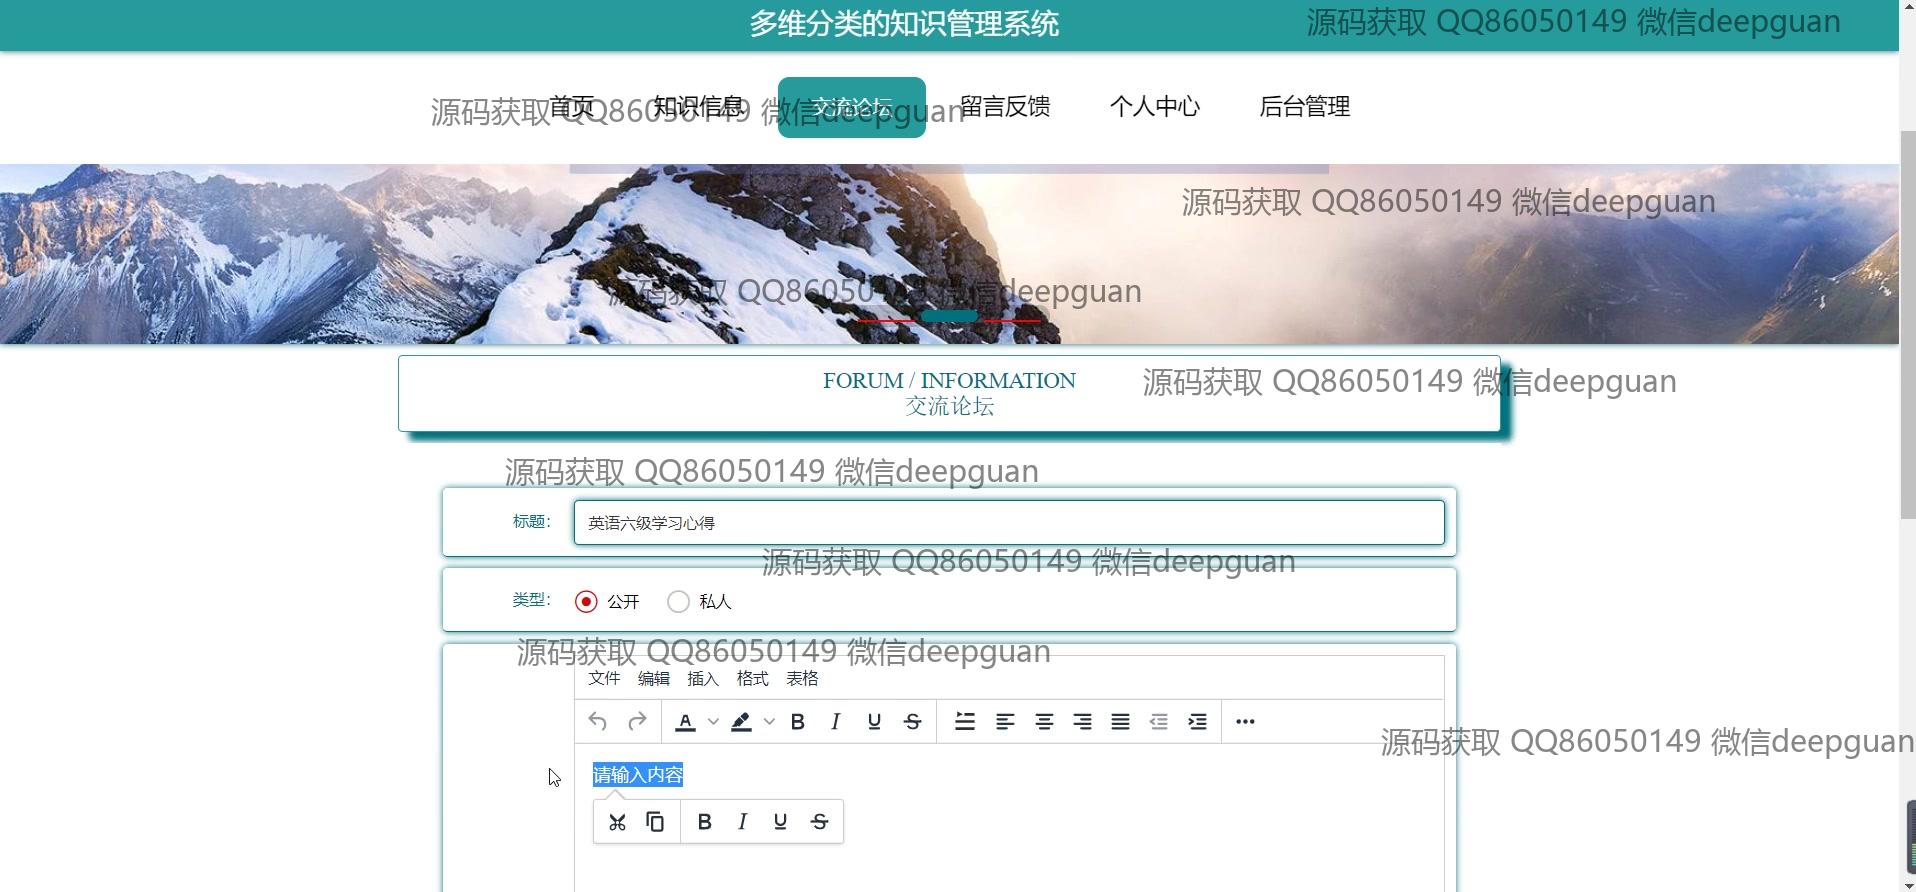 多维分类的知识管理系统
源码获取 QQ86050149 微信deepguan
首页 知识信息 交流论坛 留言反馈 个人中心 后台管理
源码获取 QQ86050149 微信deepguan
源码获取 QQ86050149 微信deepguan
源码获取 QQ86050149 微信deepguan
FORUM / INFORMATION
源码获取 QQ86050149 微信deepguan
交流论坛
源码获取 QQ86050149 微信deepguan
标题: 英语六级学习心得
源码获取 QQ86050149 微信deepguan
类型: 公开 私人
源码获取 QQ86050149 微信deepguan
文件 编辑 插入 格式 表格
源码获取 QQ86050149 微信deepguan
请输入内容